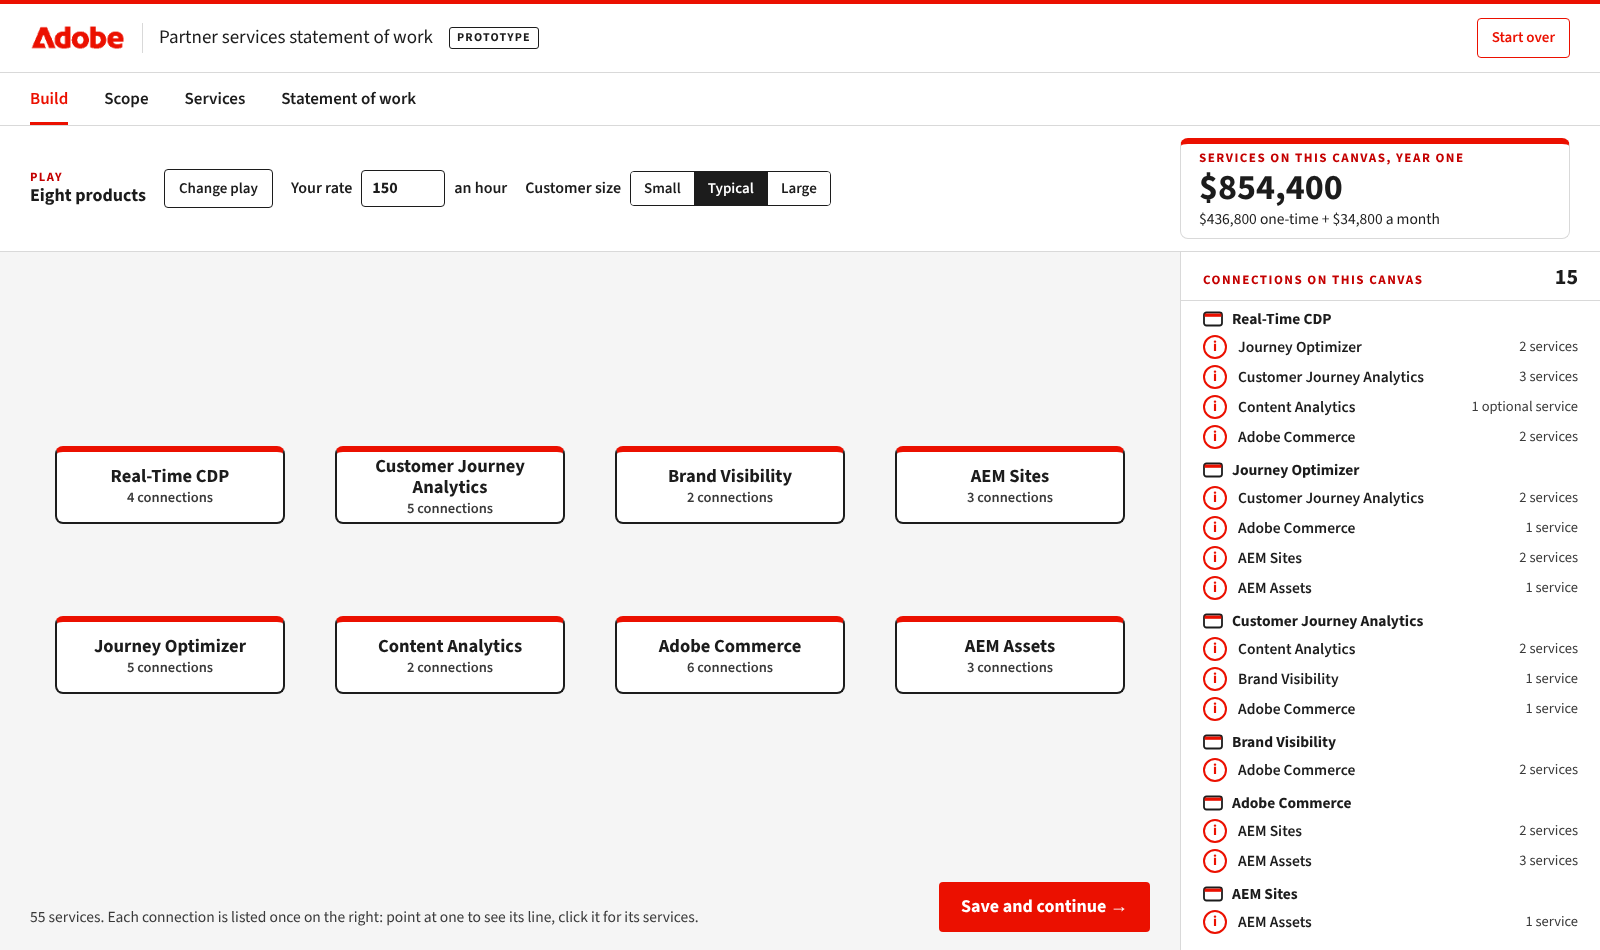 Adobe
Partner services statement of work
PROTOTYPE
Start over
Build
Scope
Services
Statement of work
PLAY
Eight products
Change play
Your rate
150
an hour
Customer size
Small
Typical
Large
SERVICES ON THIS CANVAS, YEAR ONE
$854,400
$436,800 one-time + $34,800 a month
Real-Time CDP
4 connections
Customer Journey
Analytics
5 connections
Brand Visibility
2 connections
AEM Sites
3 connections
Journey Optimizer
5 connections
Content Analytics
2 connections
Adobe Commerce
6 connections
AEM Assets
3 connections
55 services. Each connection is listed once on the right: point at one to see its line, click it for its services.
Save and continue →
CONNECTIONS ON THIS CANVAS
15
Real-Time CDP
i Journey Optimizer 2 services
i Customer Journey Analytics 3 services
i Content Analytics 1 optional service
i Adobe Commerce 2 services
Journey Optimizer
i Customer Journey Analytics 2 services
i Adobe Commerce 1 service
i AEM Sites 2 services
i AEM Assets 1 service
Customer Journey Analytics
i Content Analytics 2 services
i Brand Visibility 1 service
i Adobe Commerce 1 service
Brand Visibility
i Adobe Commerce 2 services
Adobe Commerce
i AEM Sites 2 services
i AEM Assets 3 services
AEM Sites
i AEM Assets 1 service